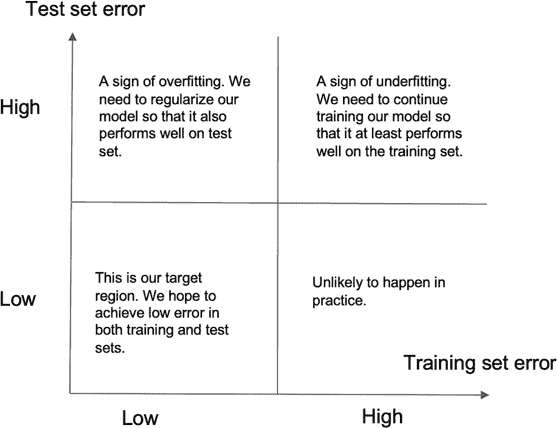 Test set error
High
A sign of overfitting. We
need to regularize our
model so that it also
performs well on test
set.
A sign of underfitting.
We need to continue
training our model so
that it at least performs
well on the training set.
Low
This is our target
region. We hope to
achieve low error in
both training and test
sets.
Unlikely to happen in
practice.
Training set error
Low
High